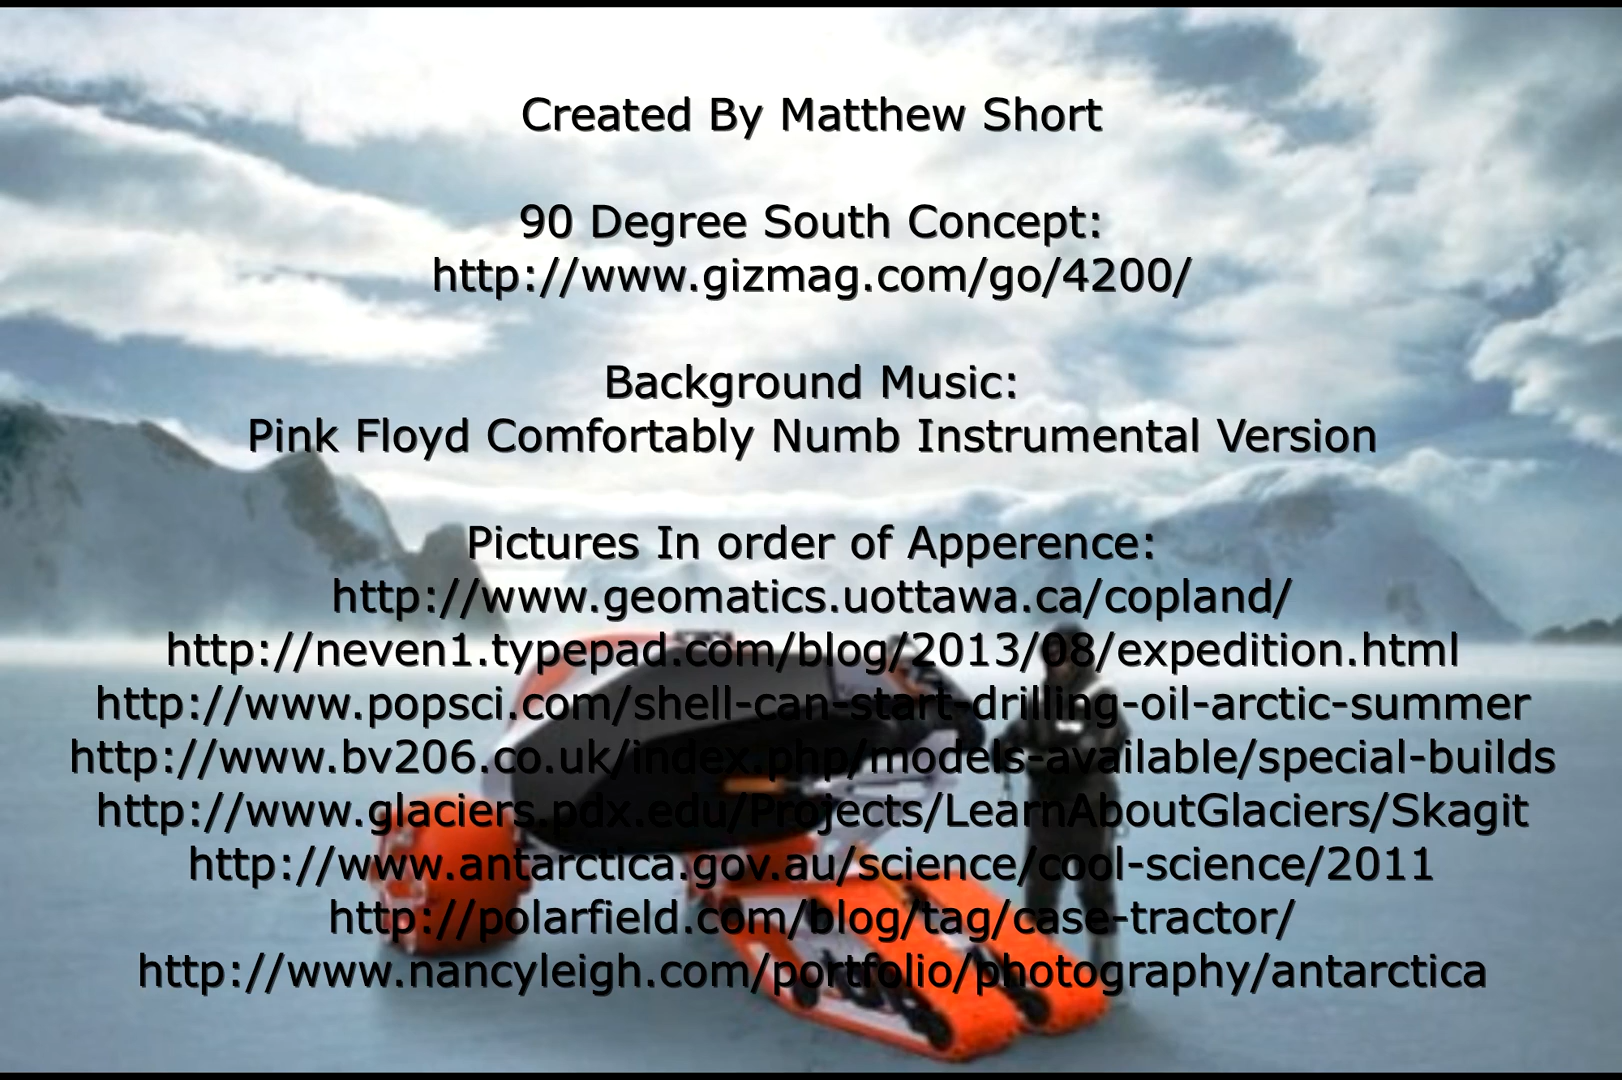 Created By Matthew Short
90 Degree South Concept:
http://www.gizmag.com/go/4200/
Background Music:
Pink Floyd Comfortably Numb Instrumental Version
Pictures In order of Apperence:
http://www.geomatics.uottawa.ca/copland/
http://neven1.typepad.com/blog/2013/08/expedition.html
http://www.popsci.com/shell-can-start-drilling-oil-arctic-summer
http://www.bv206.co.uk/index.php/models-available/special-builds
http://www.glaciers.pdx.edu/Projects/LearnAboutGlaciers/Skagit
http://www.antarctica.gov.au/science/cool-science/2011
http://polarfield.com/blog/tag/case-tractor/
http://www.nancyleigh.com/portfolio/photography/antarctica